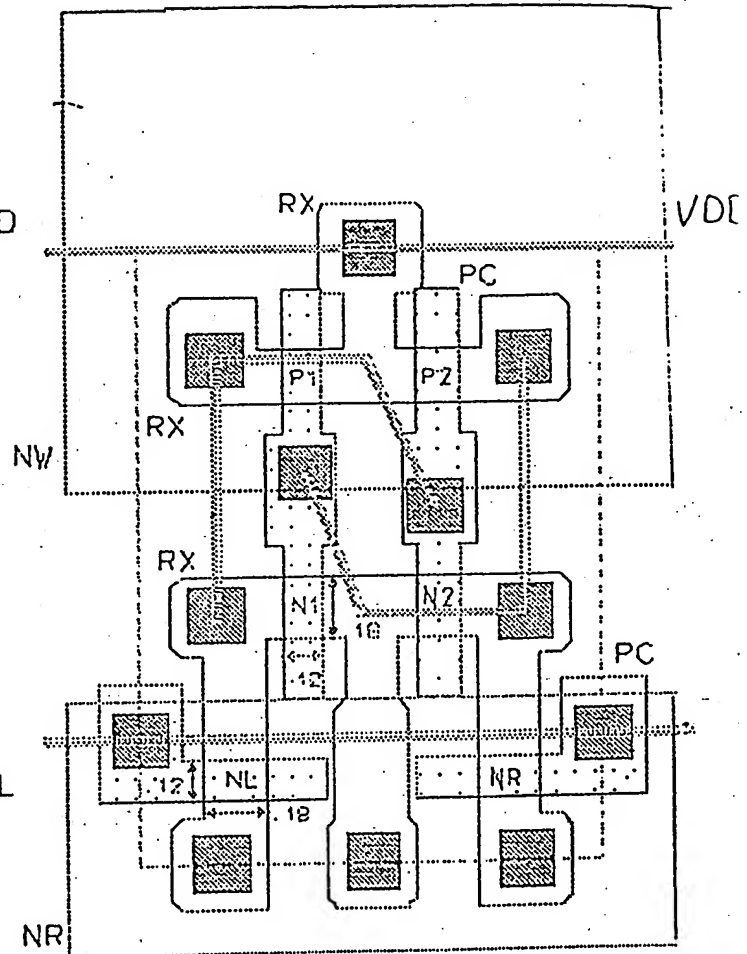 RX
D
VDD
PC
P1
P2
RX
NW
RX
N1
N2
.18
.12
PC
.12
NL
NR
L
.18
NR